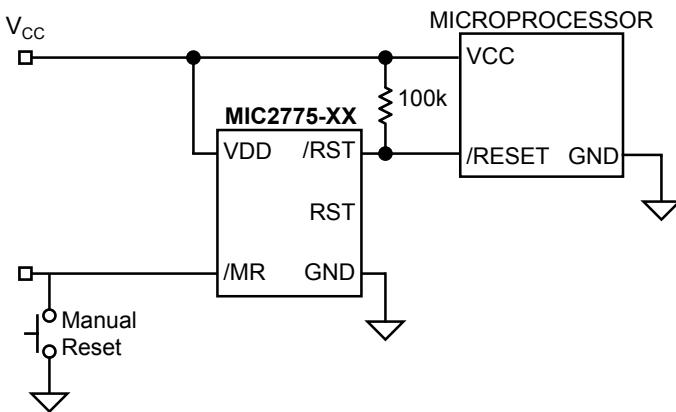 MICROPROCESSOR
VCC
VCC
100k
MIC2775-XX
VDD
/RST
/RESET
GND
RST
/MR
GND
Manual
Reset